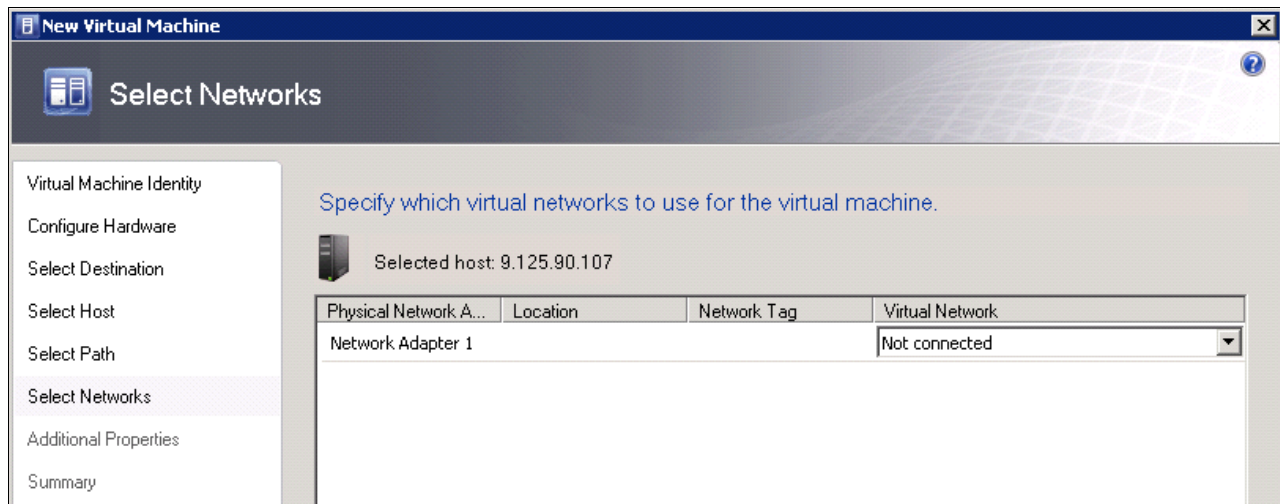 New Virtual Machine
Select Networks
Virtual Machine Identity
Configure Hardware
Select Destination
Select Host
Select Path
Select Networks
Additional Properties
Summary
Specify which virtual networks to use for the virtual machine.
Selected host: 9.125.90.107
Physical Network A... Location Network Tag Virtual Network
Network Adapter 1 Not connected